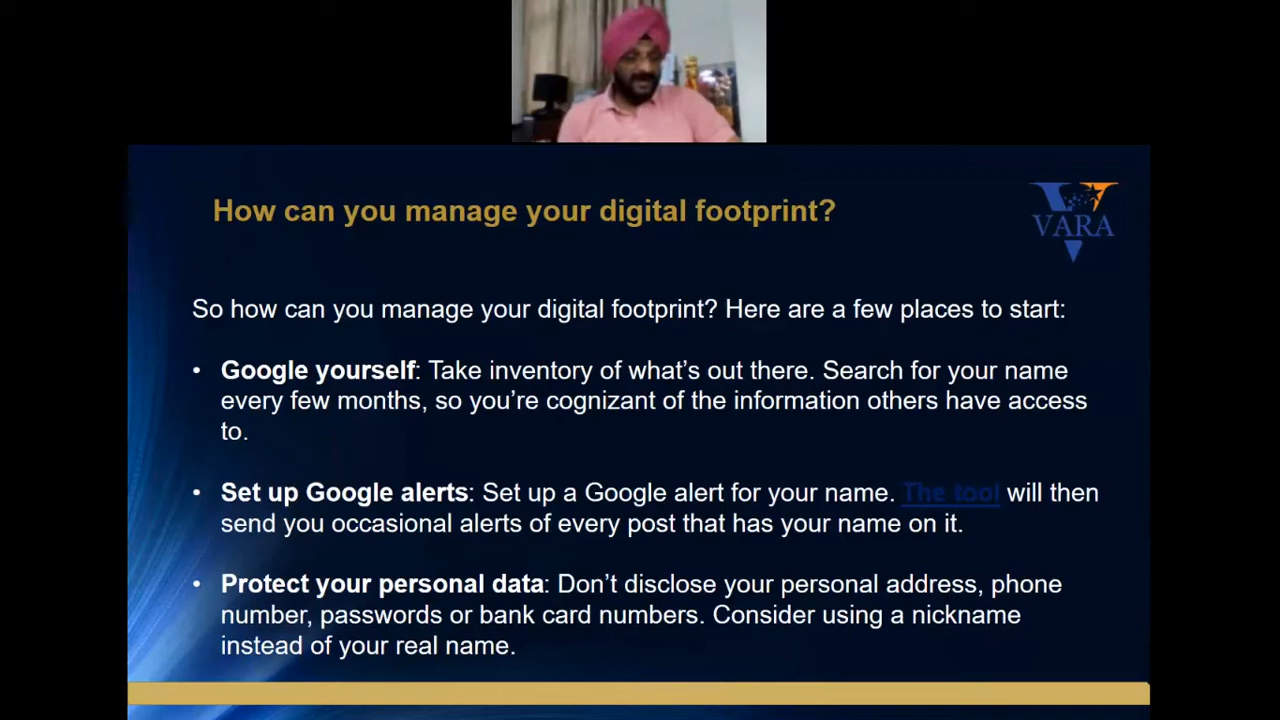 How can you manage your digital footprint?
VARA
So how can you manage your digital footprint? Here are a few places to start:
• Google yourself: Take inventory of what’s out there. Search for your name
every few months, so you’re cognizant of the information others have access
to.
• Set up Google alerts: Set up a Google alert for your name. The tool will then
send you occasional alerts of every post that has your name on it.
• Protect your personal data: Don’t disclose your personal address, phone
number, passwords or bank card numbers. Consider using a nickname
instead of your real name.